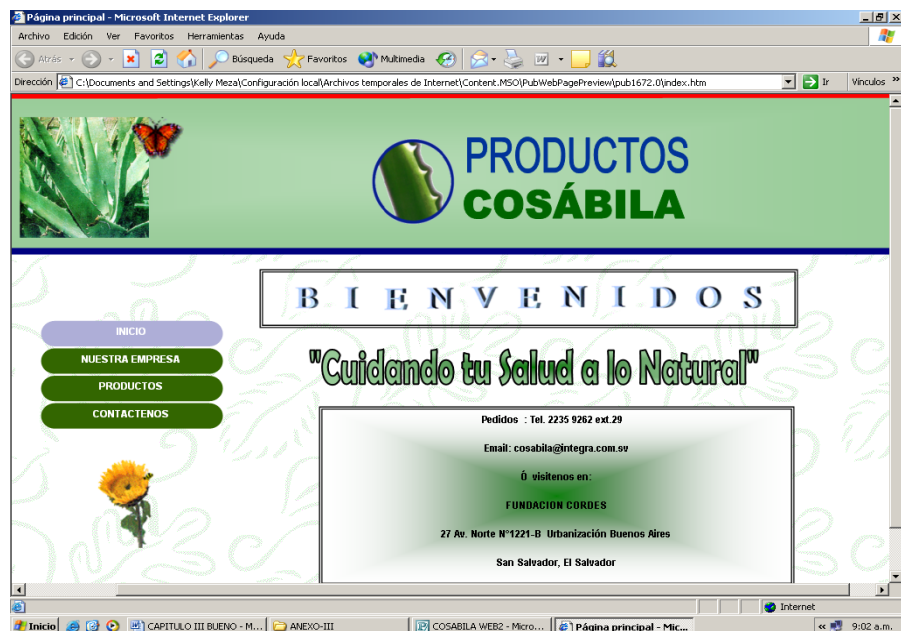 Página principal - Microsoft Internet Explorer
Archivo Edición Ver Favoritos Herramientas Ayuda
Atrás Búsqueda Favoritos Multimedia
Dirección C:\Documents and Settings\Kelly Meza\Configuración local\Archivos temporales de Internet\Content.MSO\PubWebPagePreview\pub1672.0\index.htm Ir Vínculos »
PRODUCTOS
COSÁBILA
BIENVENIDOS
INICIO
NUESTRA EMPRESA
PRODUCTOS
CONTACTENOS
"Cuidando tu Salud a lo Natural"
Pedidos : Tel. 2235 9262 ext.29
Email: cosabila@integra.com.sv
Ó visitenos en:
FUNDACION CORDES
27 Av. Norte N°1221-B Urbanización Buenos Aires
San Salvador, El Salvador
Internet
Inicio CAPITULO III BUENO - M... ANEXO-III COSABILA WEB2 - Micro... Página principal - Mic... « 9:02 a.m.